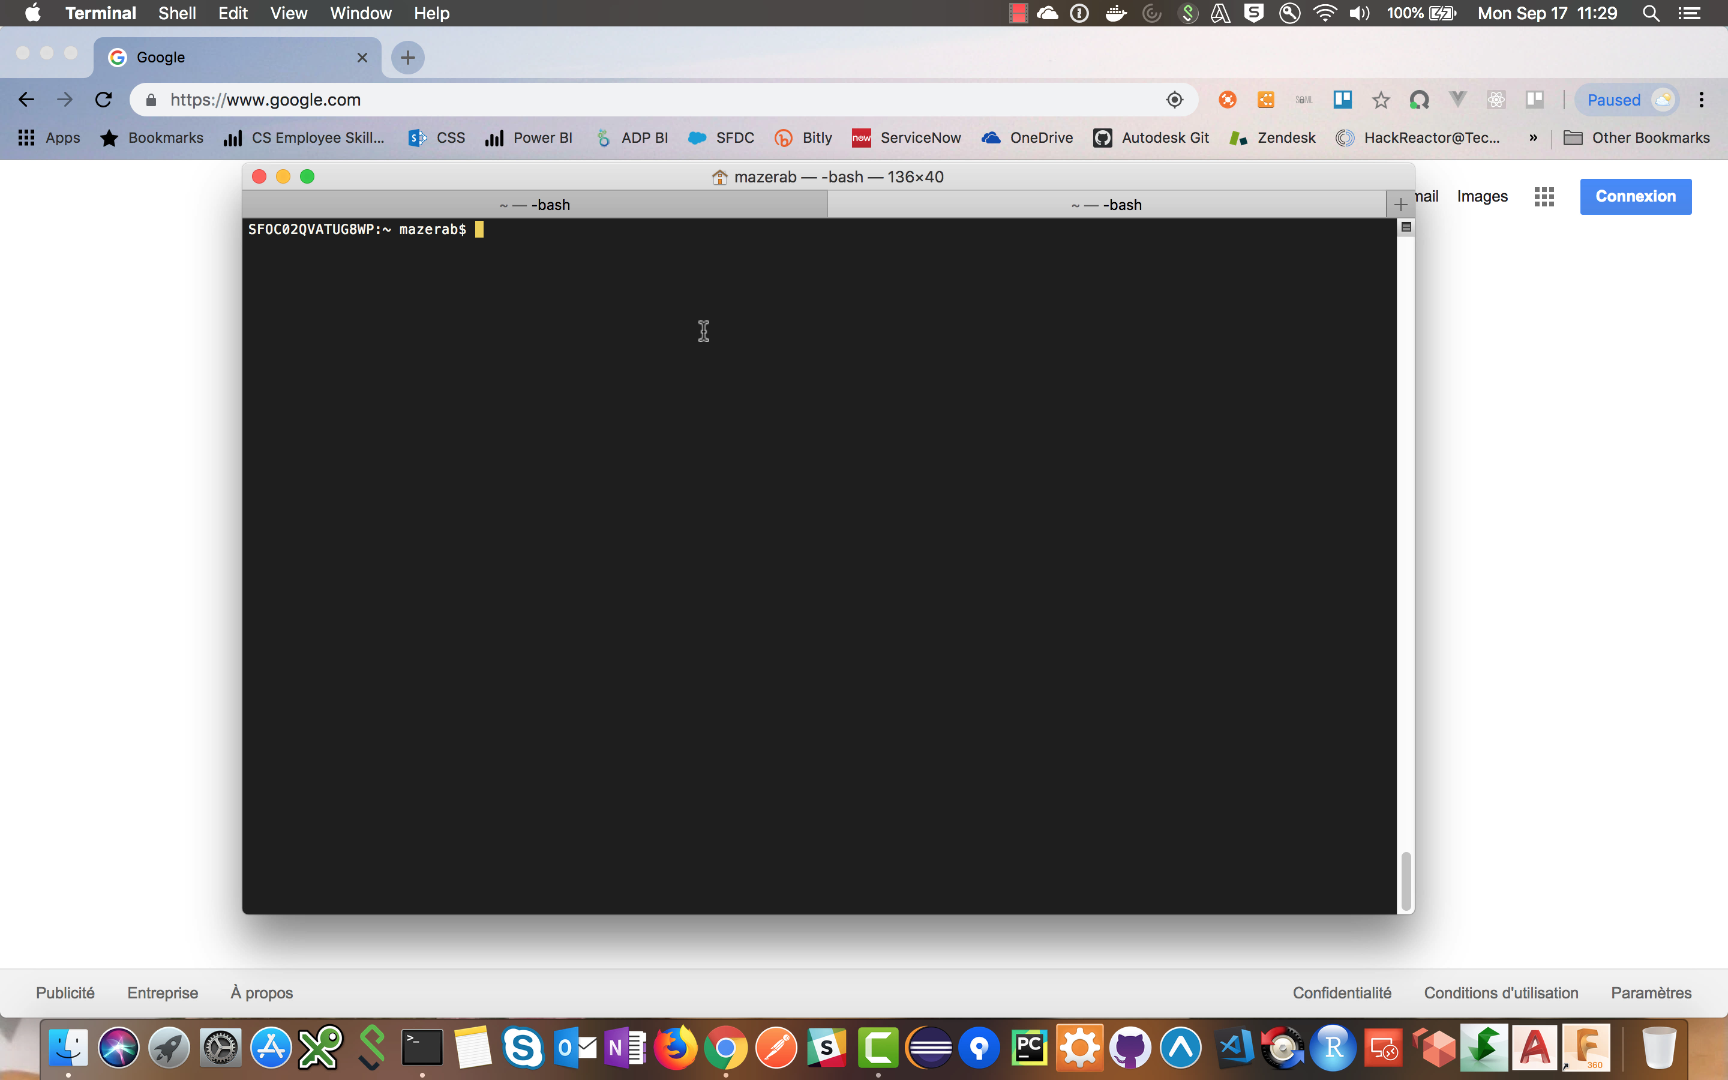 Terminal Shell Edit View Window Help 100% Mon Sep 17 11:29
Google
https://www.google.com Paused
Apps Bookmarks CS Employee Skill... CSS Power BI ADP BI SFDC Bitly ServiceNow OneDrive Autodesk Git Zendesk HackReactor@Tec... » Other Bookmarks
mazerab — -bash — 136×40
~ — -bash ~ — -bash
mail Images Connexion
SFOC02QVATUG8WP:~ mazerab$
Publicité Entreprise À propos Confidentialité Conditions d'utilisation Paramètres